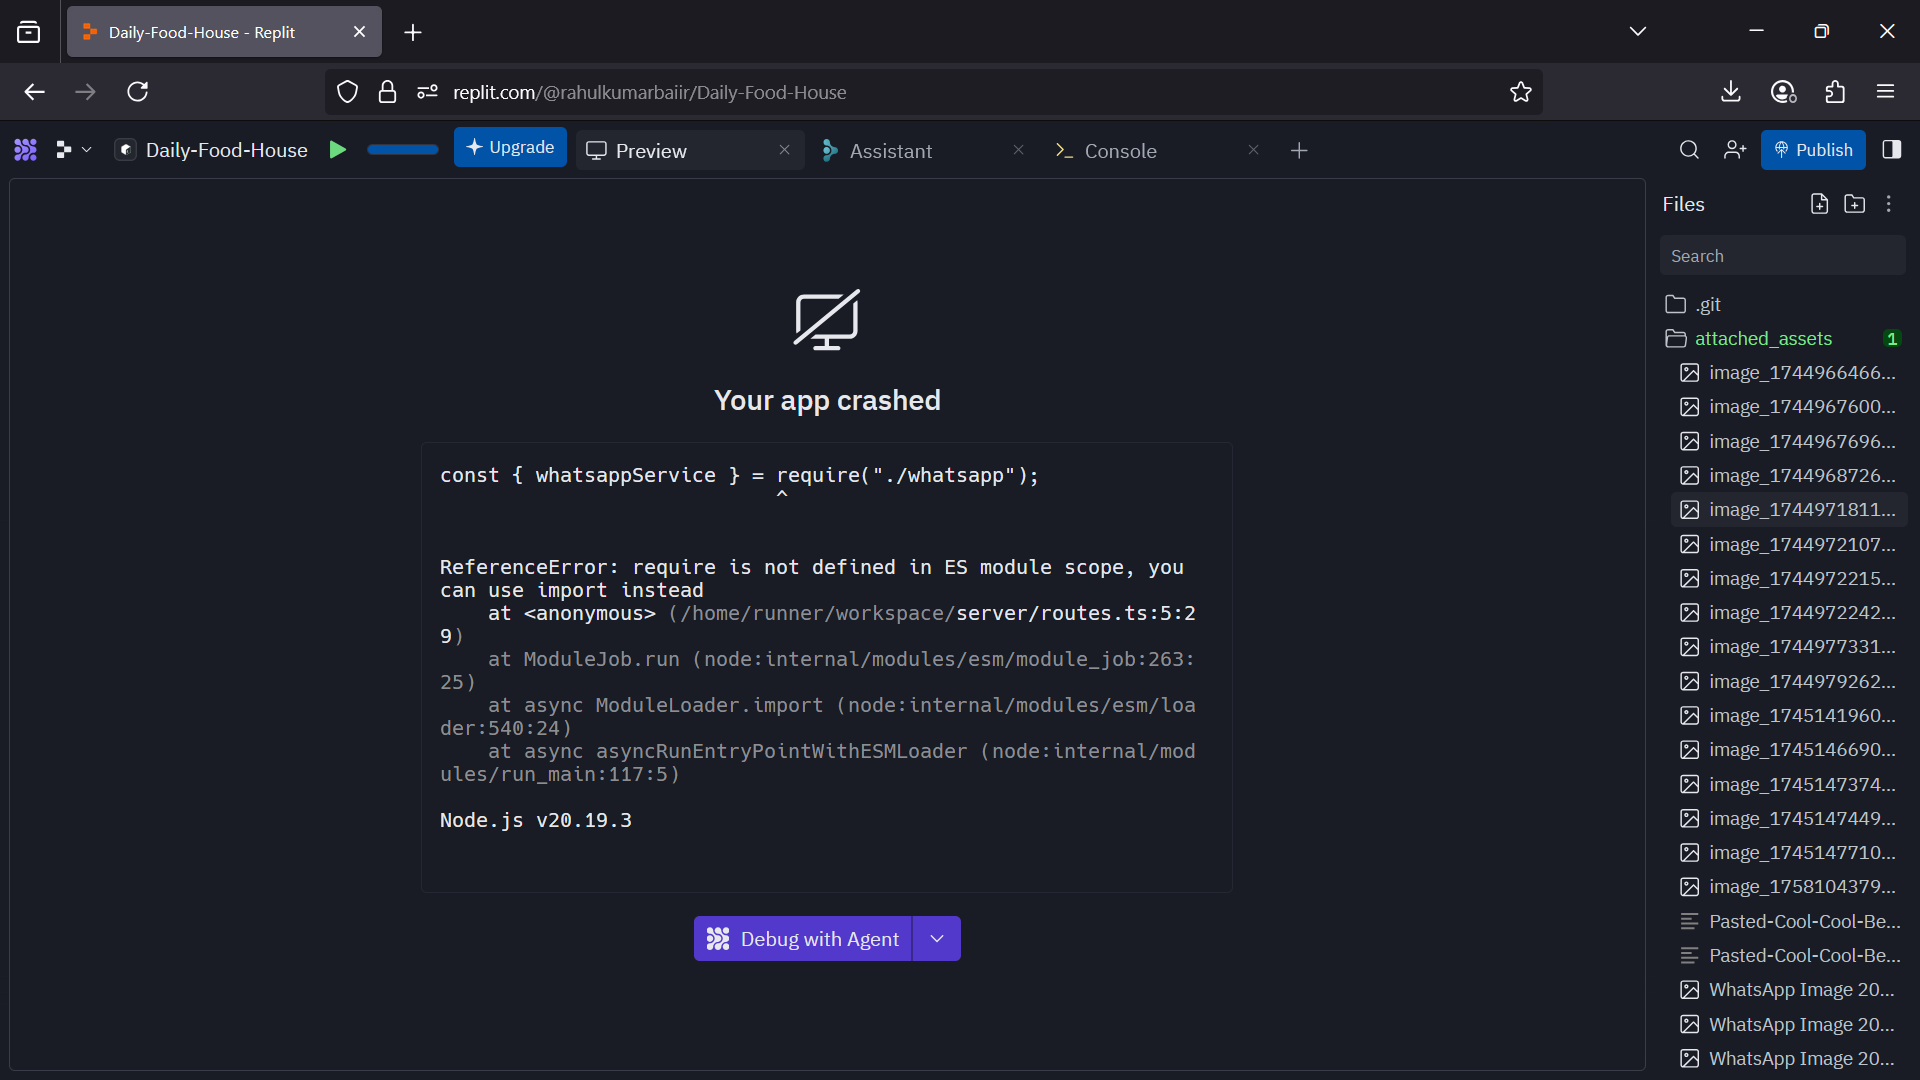 Daily-Food-House - Replit
replit.com/@rahulkumarbaiir/Daily-Food-House
Daily-Food-House
Upgrade
Preview
Assistant
Console
Publish
Files
Search
.git
attached_assets
1
image_1744966466...
image_1744967600...
image_1744967696...
image_1744968726...
image_1744971811...
image_1744972107...
image_1744972215...
image_1744972242...
image_1744977331...
image_1744979262...
image_1745141960...
image_1745146690...
image_1745147374...
image_1745147449...
image_1745147710...
image_1758104379...
Pasted-Cool-Cool-Be...
Pasted-Cool-Cool-Be...
WhatsApp Image 20...
WhatsApp Image 20...
WhatsApp Image 20...
Your app crashed
const { whatsappService } = require("./whatsapp");
^
ReferenceError: require is not defined in ES module scope, you
can use import instead
at <anonymous> (/home/runner/workspace/server/routes.ts:5:2
9)
at ModuleJob.run (node:internal/modules/esm/module_job:263:
25)
at async ModuleLoader.import (node:internal/modules/esm/loa
der:540:24)
at async asyncRunEntryPointWithESMLoader (node:internal/mod
ules/run_main:117:5)
Node.js v20.19.3
Debug with Agent